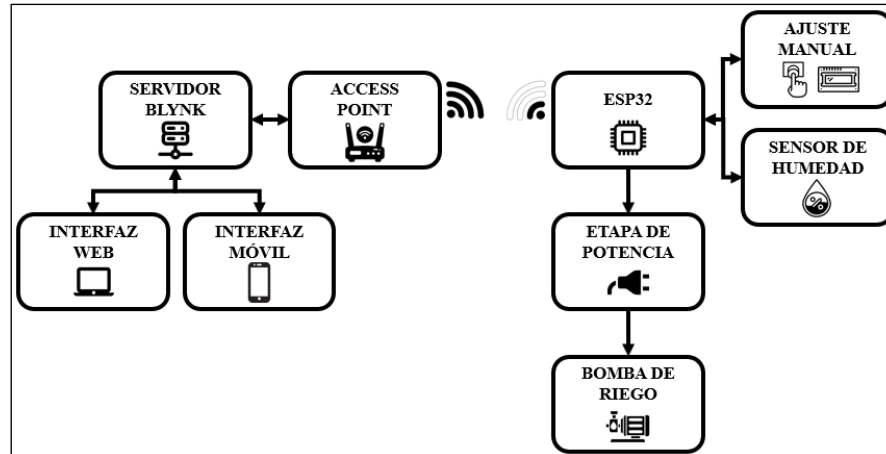 SERVIDOR
BLYNK
ACCESS
POINT
ESP32
AJUSTE
MANUAL
SENSOR DE
HUMEDAD
INTERFAZ
WEB
INTERFAZ
MÓVIL
ETAPA DE
POTENCIA
BOMBA DE
RIEGO